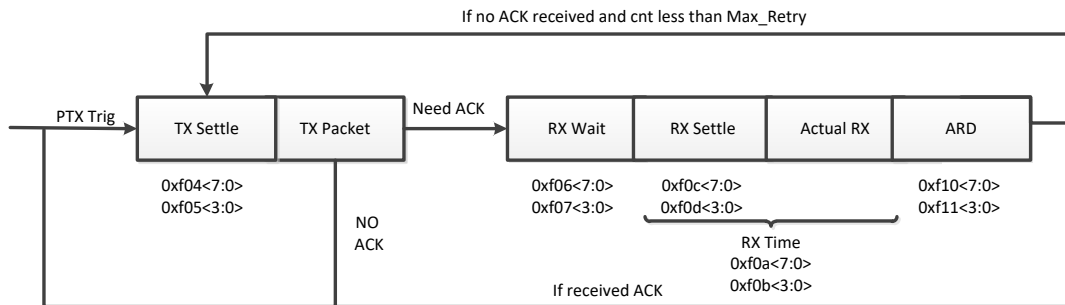 If no ACK received and cnt less than Max_Retry
PTX Trig
TX Settle
TX Packet
Need ACK
RX Wait
RX Settle
Actual RX
ARD
0xf04<7:0>
0xf05<3:0>
0xf06<7:0>
0xf07<3:0>
0xf0c<7:0>
0xf0d<3:0>
0xf10<7:0>
0xf11<3:0>
NO
ACK
RX Time
0xf0a<7:0>
0xf0b<3:0>
If received ACK